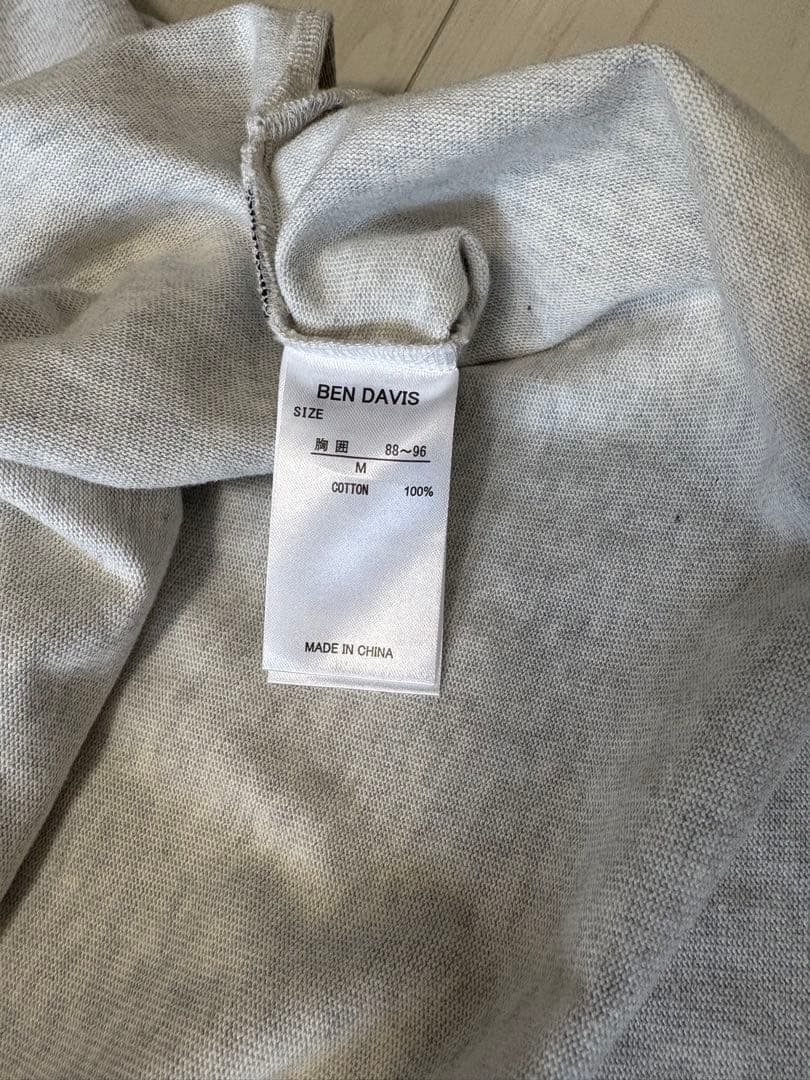 BEN DAVIS
SIZE
胸囲 88～96
M
COTTON 100%
MADE IN CHINA